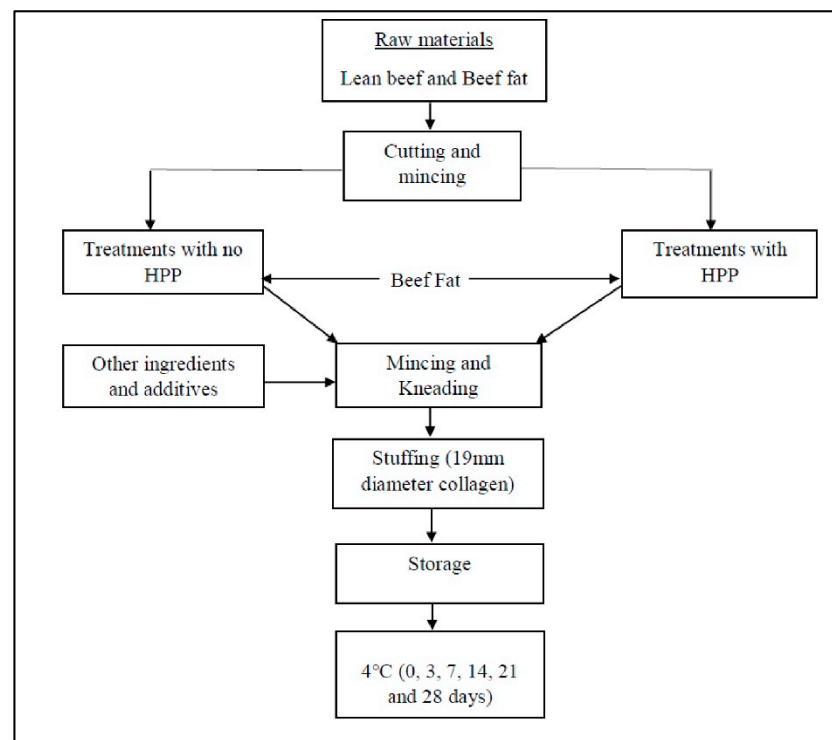 Raw materials
Lean beef and Beef fat
Cutting and
mincing
Treatments with no
HPP
Treatments with
HPP
Beef Fat
Other ingredients
and additives
Mincing and
Kneading
Stuffing (19mm
diameter collagen)
Storage
4°C (0, 3, 7, 14, 21
and 28 days)